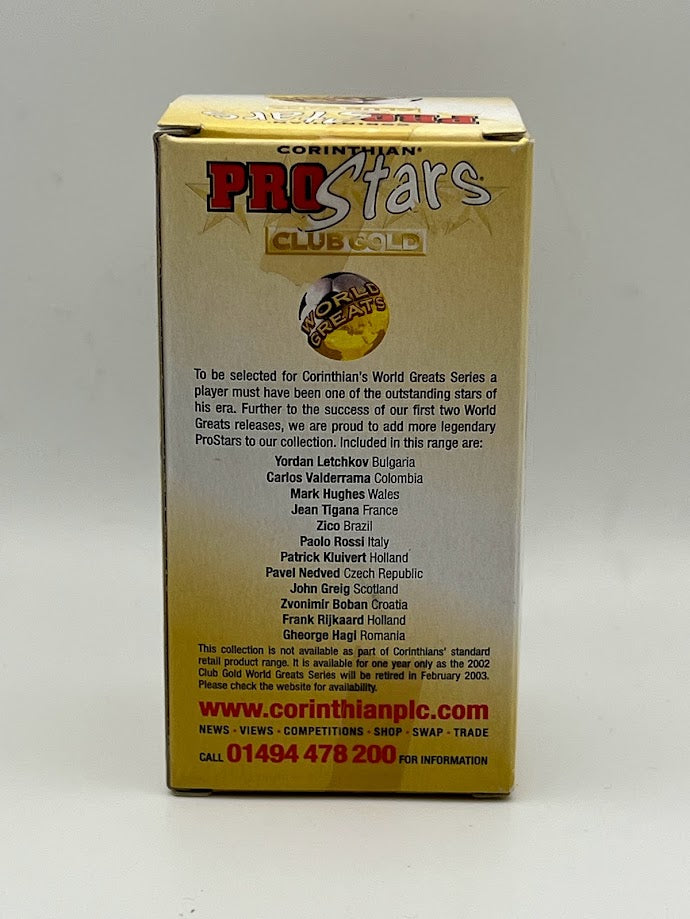 CORINTHIAN®
PROStars
CLUB GOLD
WORLD
GREATS
To be selected for Corinthian's World Greats Series a
player must have been one of the outstanding stars of
his era. Further to the success of our first two World
Greats releases, we are proud to add more legendary
ProStars to our collection. Included in this range are:
Yordan Letchkov Bulgaria
Carlos Valderrama Colombia
Mark Hughes Wales
Jean Tigana France
Zico Brazil
Paolo Rossi Italy
Patrick Kluivert Holland
Pavel Nedved Czech Republic
John Greig Scotland
Zvonimir Boban Croatia
Frank Rijkaard Holland
Gheorge Hagi Romania
This collection is not available as part of Corinthians' standard
retail product range. It is available for one year only as the 2002
Club Gold World Greats Series will be retired in February 2003.
Please check the website for availability.
www.corinthianplc.com
NEWS • VIEWS • COMPETITIONS • SHOP • SWAP • TRADE
CALL 01494 478 200 FOR INFORMATION